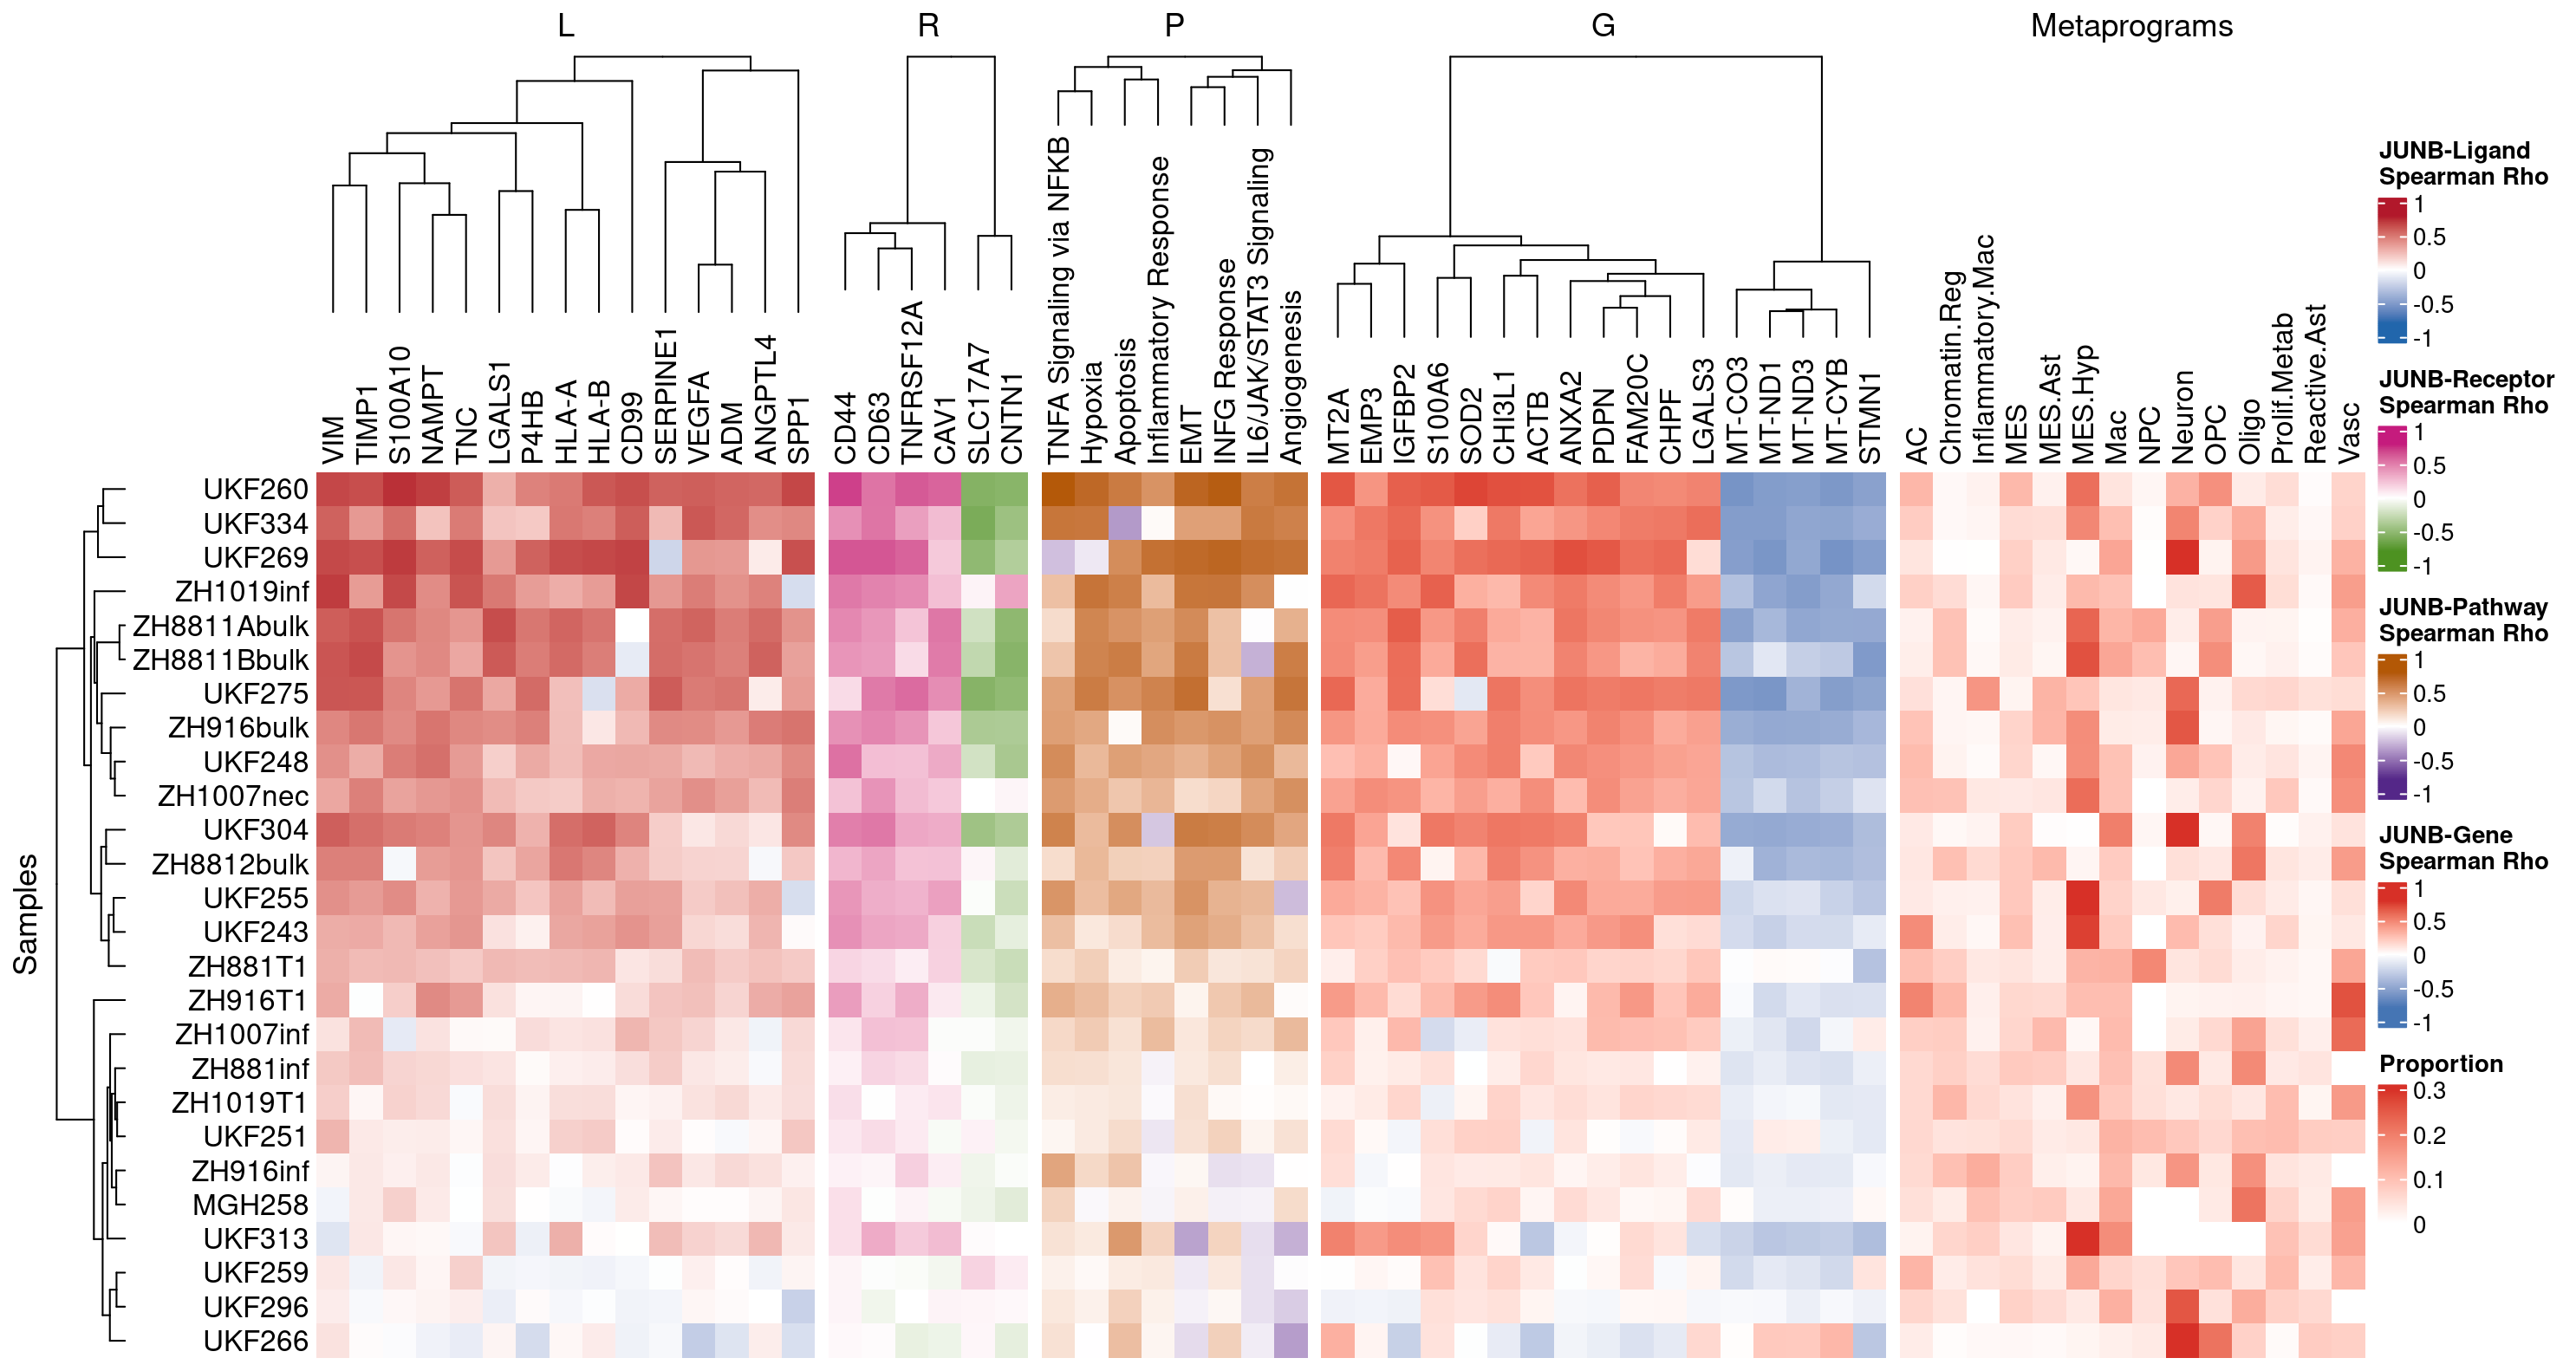 L R P G Metaprograms
VIM
TIMP1
S100A10
NAMPT
TNC
LGALS1
P4HB
HLA-A
HLA-B
CD99
SERPINE1
VEGFA
ADM
ANGPTL4
SPP1
CD44
CD63
TNFRSF12A
CAV1
SLC17A7
CNTN1
TNFA Signaling via NFKB
Hypoxia
Apoptosis
Inflammatory Response
EMT
INFG Response
IL6/JAK/STAT3 Signaling
Angiogenesis
MT2A
EMP3
IGFBP2
S100A6
SOD2
CHI3L1
ACTB
ANXA2
PDPN
FAM20C
CHPF
LGALS3
MT-CO3
MT-ND1
MT-ND3
MT-CYB
STMN1
AC
Chromatin.Reg
Inflammatory.Mac
MES
MES.Ast
MES.Hyp
Mac
NPC
Neuron
OPC
Oligo
Prolif.Metab
Reactive.Ast
Vasc
Samples
UKF260
UKF334
UKF269
ZH1019inf
ZH8811Abulk
ZH8811Bbulk
UKF275
ZH916bulk
UKF248
ZH1007nec
UKF304
ZH8812bulk
UKF255
UKF243
ZH881T1
ZH916T1
ZH1007inf
ZH881inf
ZH1019T1
UKF251
ZH916inf
MGH258
UKF313
UKF259
UKF296
UKF266
JUNB-Ligand
Spearman Rho
1
0.5
0
-0.5
-1
JUNB-Receptor
Spearman Rho
1
0.5
0
-0.5
-1
JUNB-Pathway
Spearman Rho
1
0.5
0
-0.5
-1
JUNB-Gene
Spearman Rho
1
0.5
0
-0.5
-1
Proportion
0.3
0.2
0.1
0